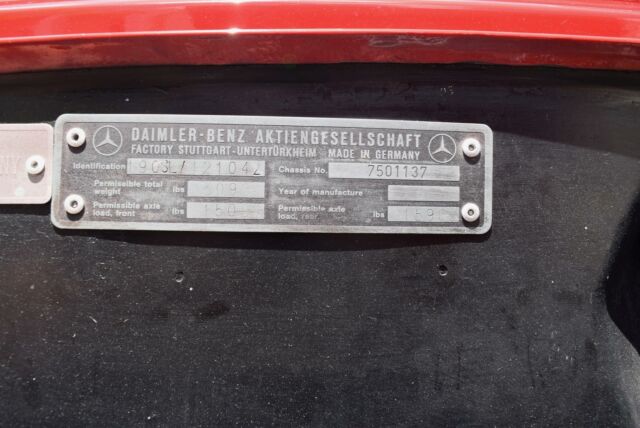 DAIMLER-BENZ AKTIENGESELLSCHAFT
FACTORY STUTTGART-UNTERTÜRKHEIM MADE IN GERMANY
Identification Chassis No. 7501137
Permissible total weight lbs Year of manufacture
Permissible axle load, front lbs Permissible axle load, rear lbs